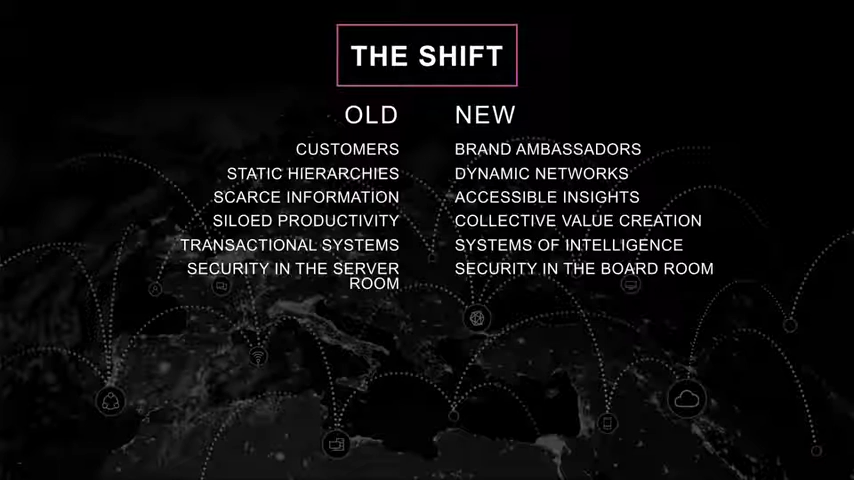 THE SHIFT
OLD
NEW
CUSTOMERS
BRAND AMBASSADORS
STATIC HIERARCHIES
DYNAMIC NETWORKS
SCARCE INFORMATION
ACCESSIBLE INSIGHTS
SILOED PRODUCTIVITY
COLLECTIVE VALUE CREATION
TRANSACTIONAL SYSTEMS
SYSTEMS OF INTELLIGENCE
SECURITY IN THE SERVER
ROOM
SECURITY IN THE BOARD ROOM